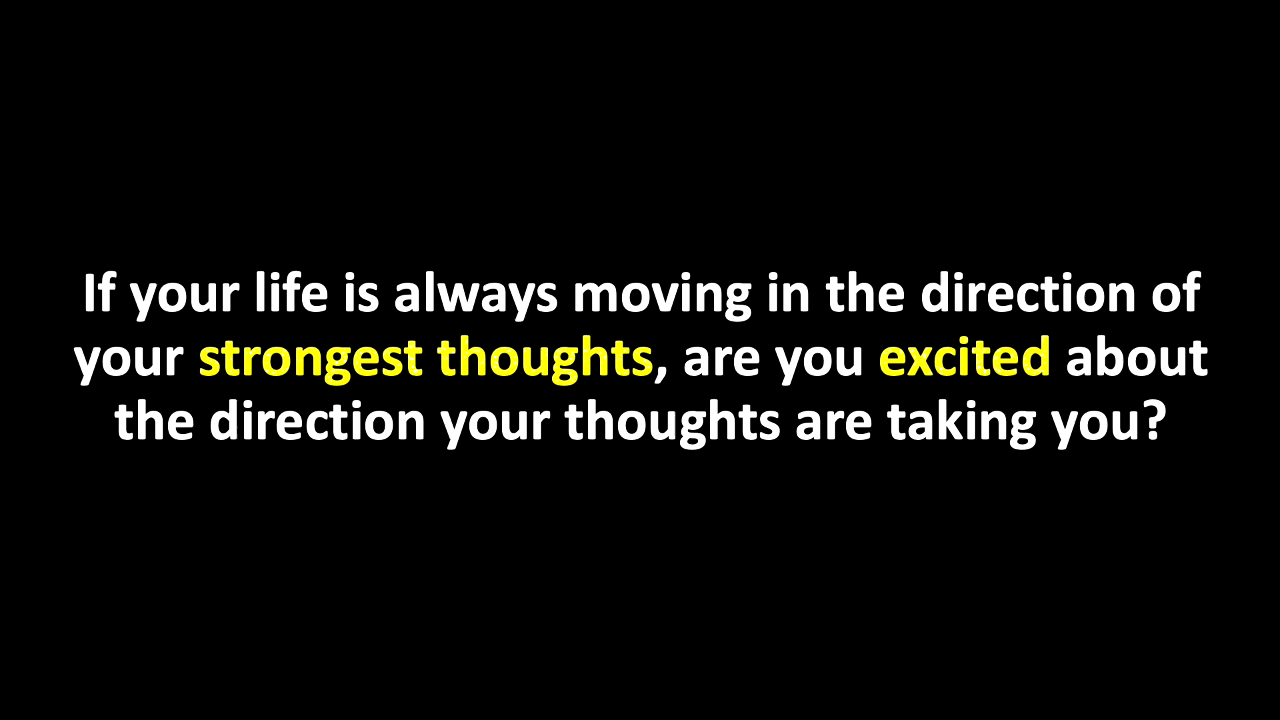 If your life is always moving in the direction of
your strongest thoughts, are you excited about
the direction your thoughts are taking you?